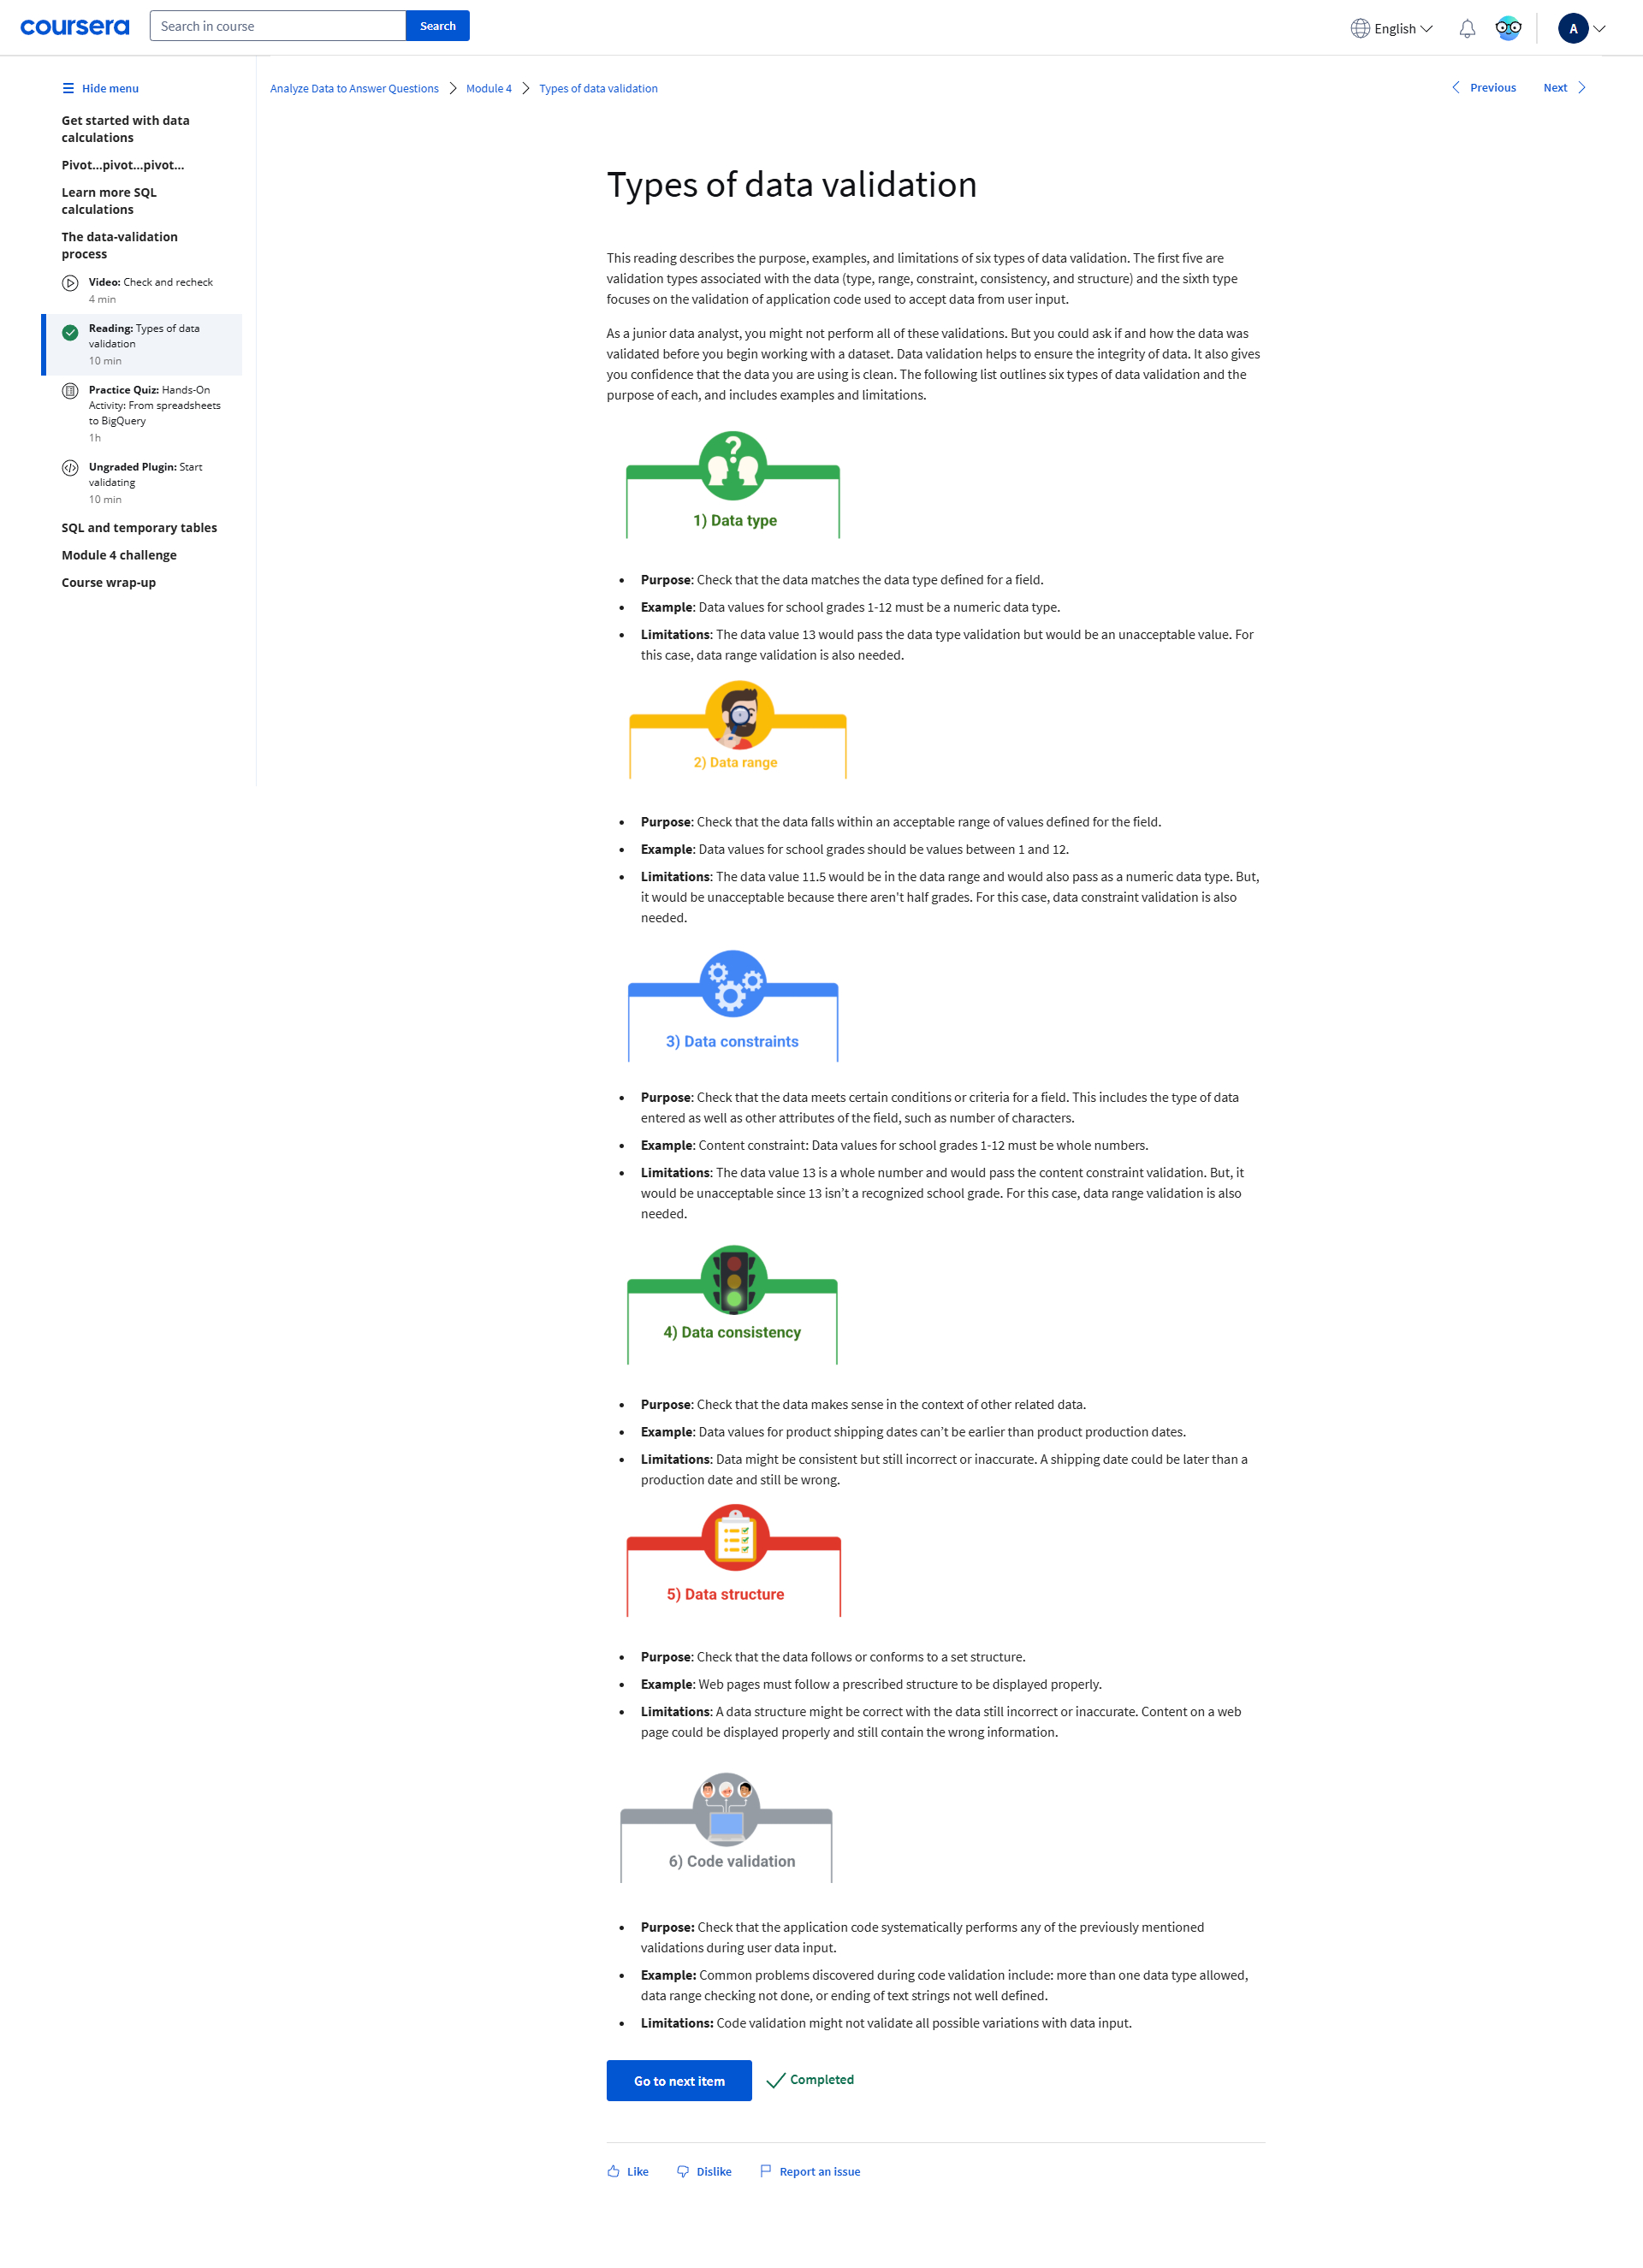 coursera
Search in course
Search
English
A
Hide menu
Get started with data
calculations
Pivot...pivot...pivot...
Learn more SQL
calculations
The data-validation
process
Video: Check and recheck
4 min
Reading: Types of data
validation
10 min
Practice Quiz: Hands-On
Activity: From spreadsheets
to BigQuery
1h
Ungraded Plugin: Start
validating
10 min
SQL and temporary tables
Module 4 challenge
Course wrap-up
Analyze Data to Answer Questions
Module 4
Types of data validation
Previous
Next
Types of data validation
This reading describes the purpose, examples, and limitations of six types of data validation. The first five are
validation types associated with the data (type, range, constraint, consistency, and structure) and the sixth type
focuses on the validation of application code used to accept data from user input.
As a junior data analyst, you might not perform all of these validations. But you could ask if and how the data was
validated before you begin working with a dataset. Data validation helps to ensure the integrity of data. It also gives
you confidence that the data you are using is clean. The following list outlines six types of data validation and the
purpose of each, and includes examples and limitations.
?
1) Data type
• Purpose: Check that the data matches the data type defined for a field.
• Example: Data values for school grades 1-12 must be a numeric data type.
• Limitations: The data value 13 would pass the data type validation but would be an unacceptable value. For
this case, data range validation is also needed.
2) Data range
• Purpose: Check that the data falls within an acceptable range of values defined for the field.
• Example: Data values for school grades should be values between 1 and 12.
• Limitations: The data value 11.5 would be in the data range and would also pass as a numeric data type. But,
it would be unacceptable because there aren't half grades. For this case, data constraint validation is also
needed.
3) Data constraints
• Purpose: Check that the data meets certain conditions or criteria for a field. This includes the type of data
entered as well as other attributes of the field, such as number of characters.
• Example: Content constraint: Data values for school grades 1-12 must be whole numbers.
• Limitations: The data value 13 is a whole number and would pass the content constraint validation. But, it
would be unacceptable since 13 isn’t a recognized school grade. For this case, data range validation is also
needed.
4) Data consistency
• Purpose: Check that the data makes sense in the context of other related data.
• Example: Data values for product shipping dates can’t be earlier than product production dates.
• Limitations: Data might be consistent but still incorrect or inaccurate. A shipping date could be later than a
production date and still be wrong.
5) Data structure
• Purpose: Check that the data follows or conforms to a set structure.
• Example: Web pages must follow a prescribed structure to be displayed properly.
• Limitations: A data structure might be correct with the data still incorrect or inaccurate. Content on a web
page could be displayed properly and still contain the wrong information.
6) Code validation
• Purpose: Check that the application code systematically performs any of the previously mentioned
validations during user data input.
• Example: Common problems discovered during code validation include: more than one data type allowed,
data range checking not done, or ending of text strings not well defined.
• Limitations: Code validation might not validate all possible variations with data input.
Go to next item
Completed
Like
Dislike
Report an issue